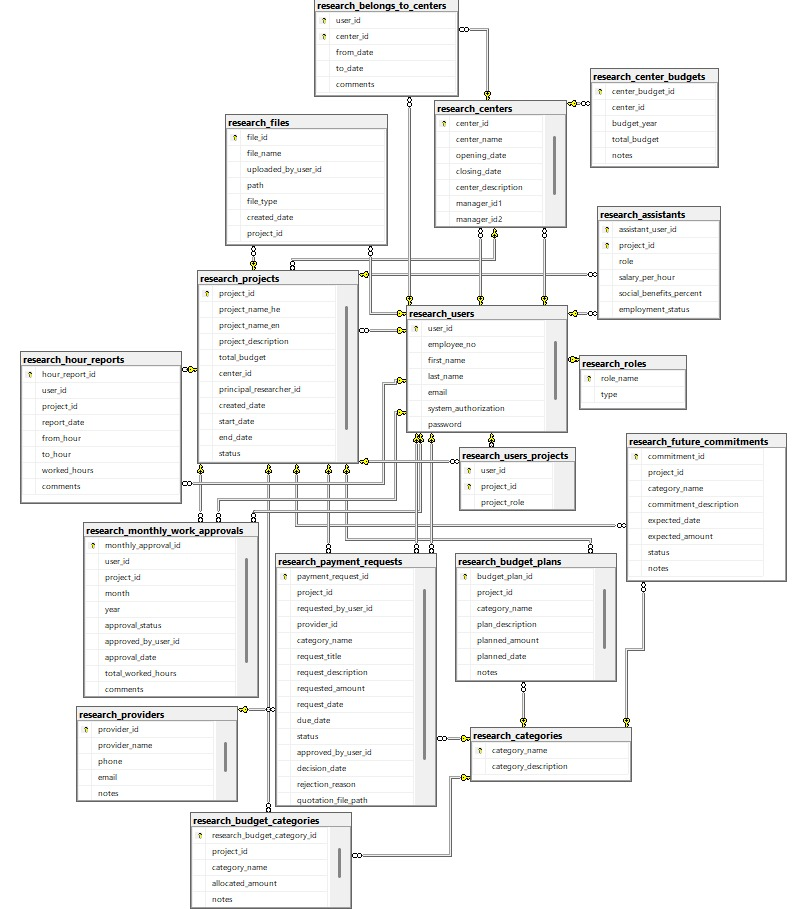 research_belongs_to_centers
user_id
center_id
from_date
to_date
comments
research_center_budgets
center_budget_id
center_id
budget_year
total_budget
notes
research_centers
center_id
center_name
opening_date
closing_date
center_description
manager_id1
manager_id2
research_files
file_id
file_name
uploaded_by_user_id
path
file_type
created_date
project_id
research_assistants
assistant_user_id
project_id
role
salary_per_hour
social_benefits_percent
employment_status
research_projects
project_id
project_name_he
project_name_en
project_description
total_budget
center_id
principal_researcher_id
created_date
start_date
end_date
status
research_users
user_id
employee_no
first_name
last_name
email
system_authorization
password
research_hour_reports
hour_report_id
user_id
project_id
report_date
from_hour
to_hour
worked_hours
comments
research_roles
role_name
type
research_users_projects
user_id
project_id
project_role
research_future_commitments
commitment_id
project_id
category_name
commitment_description
expected_date
expected_amount
status
notes
research_monthly_work_approvals
monthly_approval_id
user_id
project_id
month
year
approval_status
approved_by_user_id
approval_date
total_worked_hours
comments
research_payment_requests
payment_request_id
project_id
requested_by_user_id
provider_id
category_name
request_title
request_description
requested_amount
request_date
due_date
status
approved_by_user_id
decision_date
rejection_reason
quotation_file_path
research_budget_plans
budget_plan_id
project_id
category_name
plan_description
planned_amount
planned_date
notes
research_providers
provider_id
provider_name
phone
email
notes
research_categories
category_name
category_description
research_budget_categories
research_budget_category_id
project_id
category_name
allocated_amount
notes